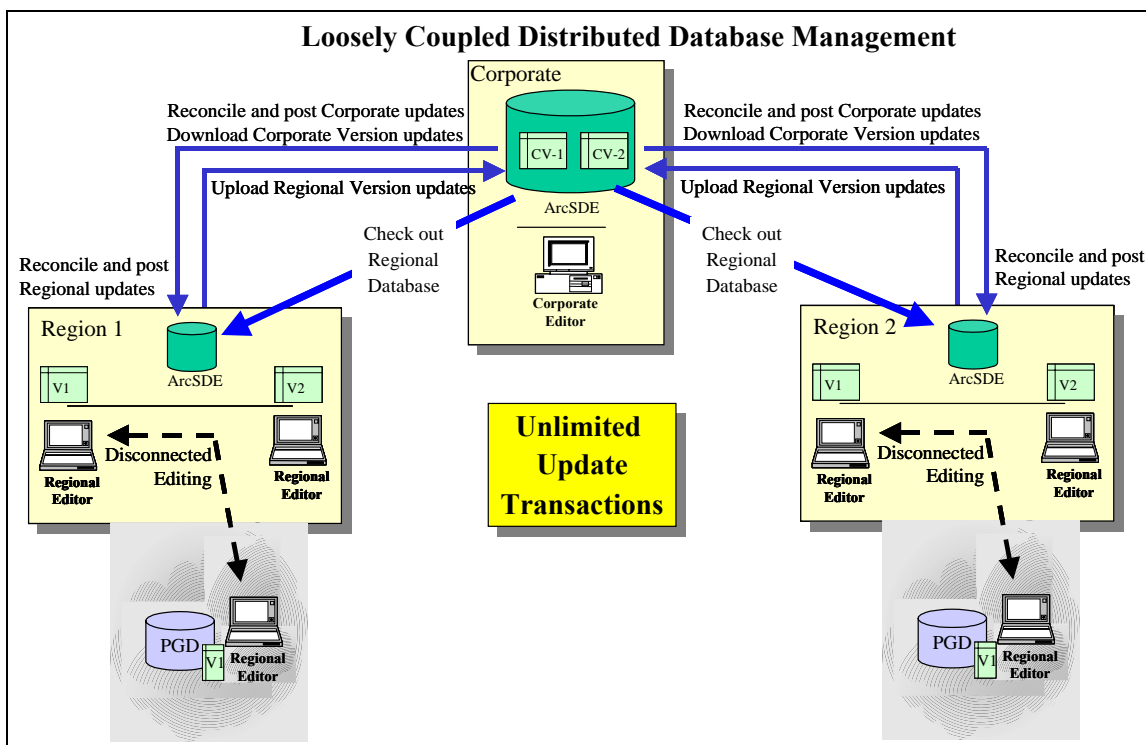 Loosely Coupled Distributed Database Management
Corporate
Reconcile and post Corporate updates
Download Corporate Version updates
Upload Regional Version updates
CV-1
CV-2
ArcSDE
Corporate
Editor
Reconcile and post Corporate updates
Download Corporate Version updates
Upload Regional Version updates
Check out
Regional
Database
Check out
Regional
Database
Reconcile and post
Regional updates
Reconcile and post
Regional updates
Region 1
ArcSDE
V1
V2
Disconnected
Editing
Regional
Editor
Regional
Editor
PGD
V1
Regional
Editor
Unlimited
Update
Transactions
Region 2
ArcSDE
V1
V2
Disconnected
Editing
Regional
Editor
Regional
Editor
PGD
V1
Regional
Editor